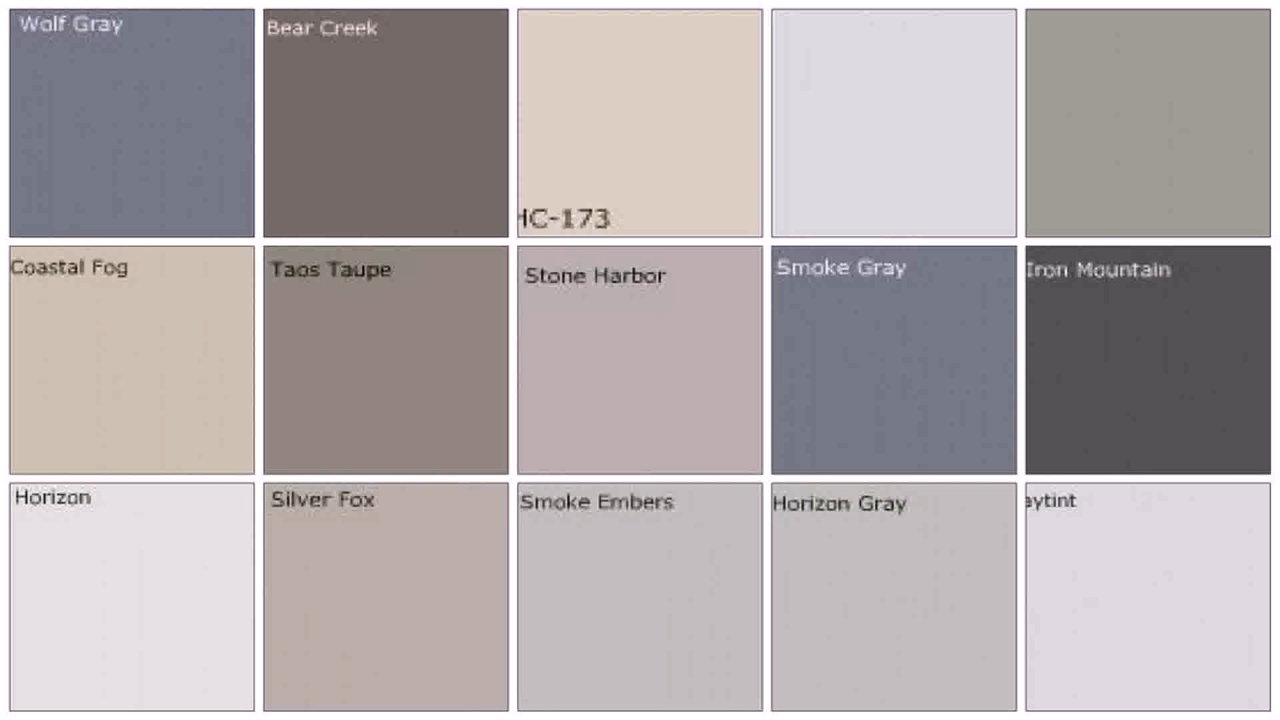 Wolf Gray
Bear Creek
HC-173
Coastal Fog
Taos Taupe
Stone Harbor
Smoke Gray
Iron Mountain
Horizon
Silver Fox
Smoke Embers
Horizon Gray
aytint